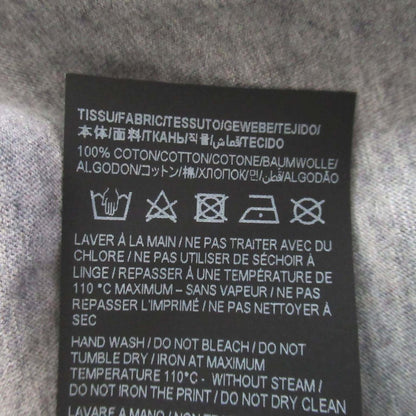 TISSU/FABRIC/TESSUTO/GEWEBE/TEJIDO/
本体/面料/ТКАНЬ/직물/قماش/TECIDO
100% COTON/COTTON/COTONE/BAUMWOLLE/
ALGODON/コットン/棉/ХЛОПОК/면/قطن/ALGODÃO
LAVER À LA MAIN / NE PAS TRAITER AVEC DU
CHLORE / NE PAS UTILISER DE SÉCHOIR À
LINGE / REPASSER À UNE TEMPÉRATURE DE
110 °C MAXIMUM – SANS VAPEUR / NE PAS
REPASSER L'IMPRIMÉ / NE PAS NETTOYER À
SEC
HAND WASH / DO NOT BLEACH / DO NOT
TUMBLE DRY / IRON AT MAXIMUM
TEMPERATURE 110°C - WITHOUT STEAM /
DO NOT IRON THE PRINT / DO NOT DRY CLEAN
LAVARE A MANO / NON